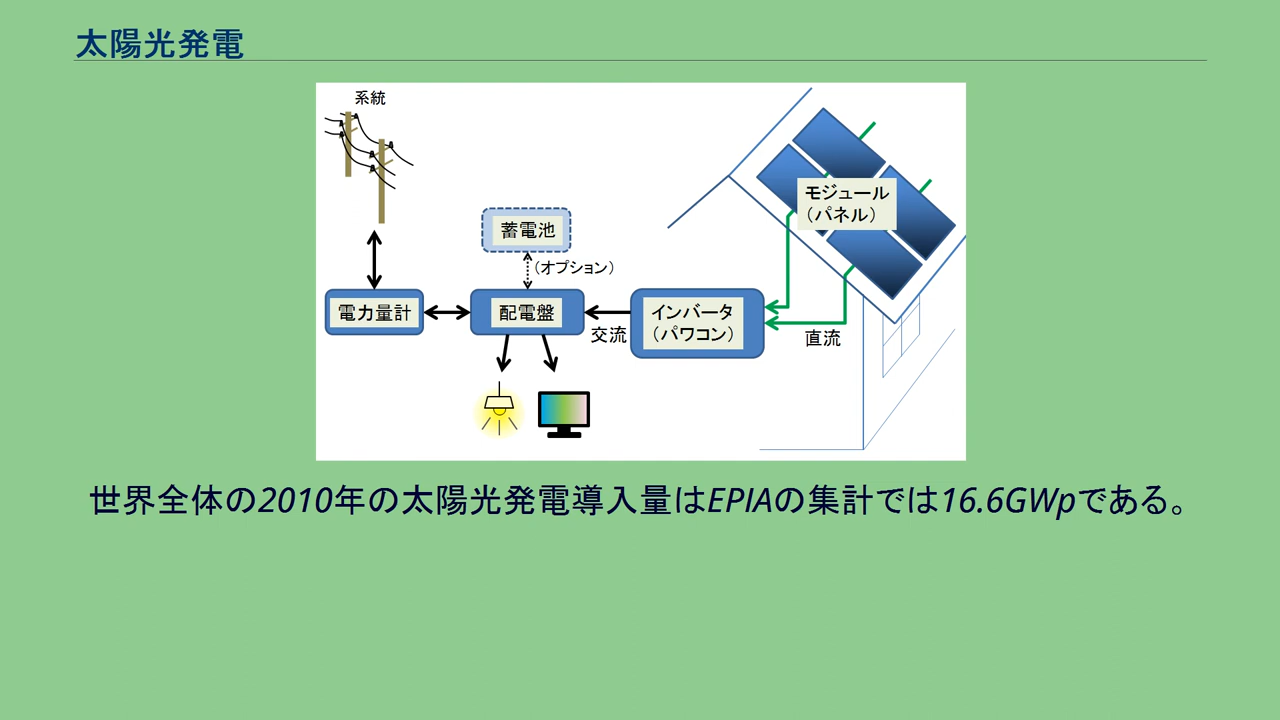 太陽光発電
系統
モジュール
（パネル）
蓄電池
（オプション）
電力量計
配電盤
インバータ
（パワコン）
交流
直流
世界全体の2010年の太陽光発電導入量はEPIAの集計では16.6GWpである。